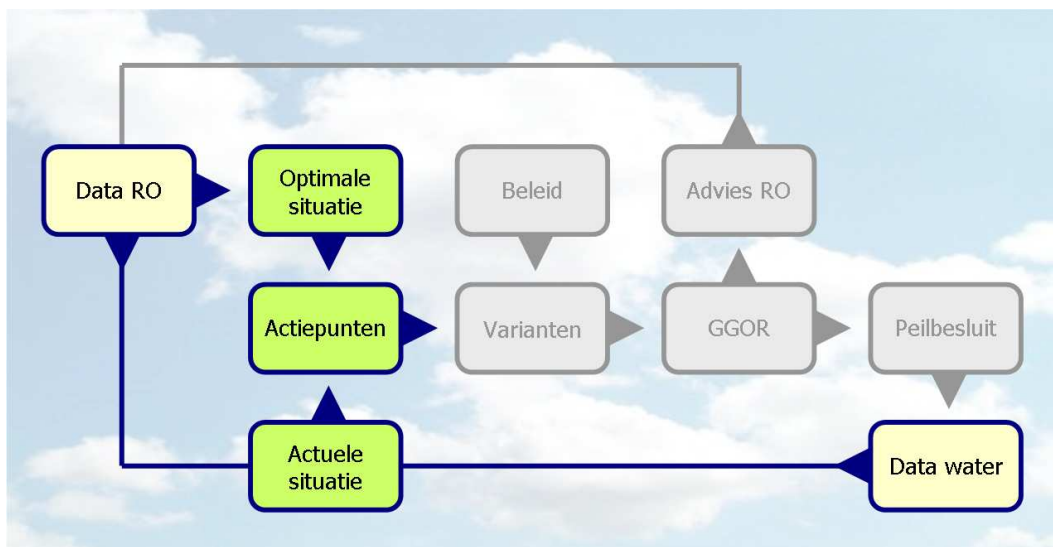 Data RO
Optimale
situatie
Beleid
Advies RO
Actiepunten
Varianten
GGOR
Peilbesluit
Actuele
situatie
Data water